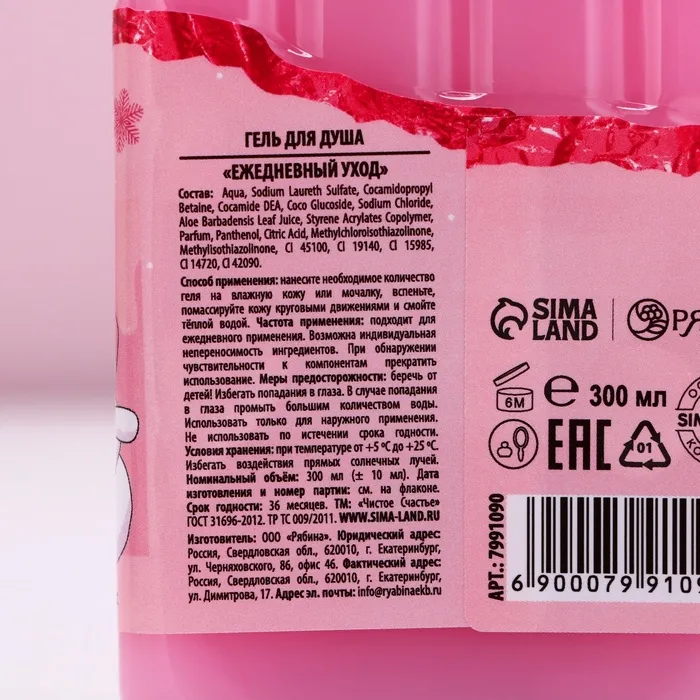 ГЕЛЬ ДЛЯ ДУША
«ЕЖЕДНЕВНЫЙ УХОД»
Состав: Aqua, Sodium Laureth Sulfate, Cocamidopropyl
Betaine, Cocamide DEA, Coco Glucoside, Sodium Chloride,
Aloe Barbadensis Leaf Juice, Styrene Acrylates Copolymer,
Parfum, Panthenol, Citric Acid, Methylchloroisothiazolinone,
Methylisothiazolinone, CI 45100, CI 19140, CI 15985,
CI 14720, CI 42090.
Способ применения: нанесите необходимое количество
геля на влажную кожу или мочалку, вспеньте,
помассируйте кожу круговыми движениями и смойте
тёплой водой. Частота применения: подходит для
ежедневного применения. Возможна индивидуальная
непереносимость ингредиентов. При обнаружении
чувствительности к компонентам прекратить
использование. Меры предосторожности: беречь от
детей! Избегать попадания в глаза. В случае попадания
в глаза промыть большим количеством воды.
Использовать только для наружного применения.
Не использовать по истечении срока годности.
Условия хранения: при температуре от +5 ºC до +25 ºC.
Избегать воздействия прямых солнечных лучей.
Номинальный объём: 300 мл (± 10 мл). Дата
изготовления и номер партии: см. на флаконе.
Срок годности: 36 месяцев. ТМ: «Чистое Счастье»
ГОСТ 31696-2012. ТР ТС 009/2011. WWW.SIMA-LAND.RU
Изготовитель: ООО «Рябина». Юридический адрес:
Россия, Свердловская обл., 620010, г. Екатеринбург,
ул. Черняховского, 86, офис 46. Фактический адрес:
Россия, Свердловская обл., 620010, г. Екатеринбург,
ул. Димитрова, 17. Адрес эл. почты: info@ryabinaekb.ru
SIMA
LAND
РЯ
6M
e 300 мл
SIM
EAC
01
АРТ.: 7991090
6 900079 9109